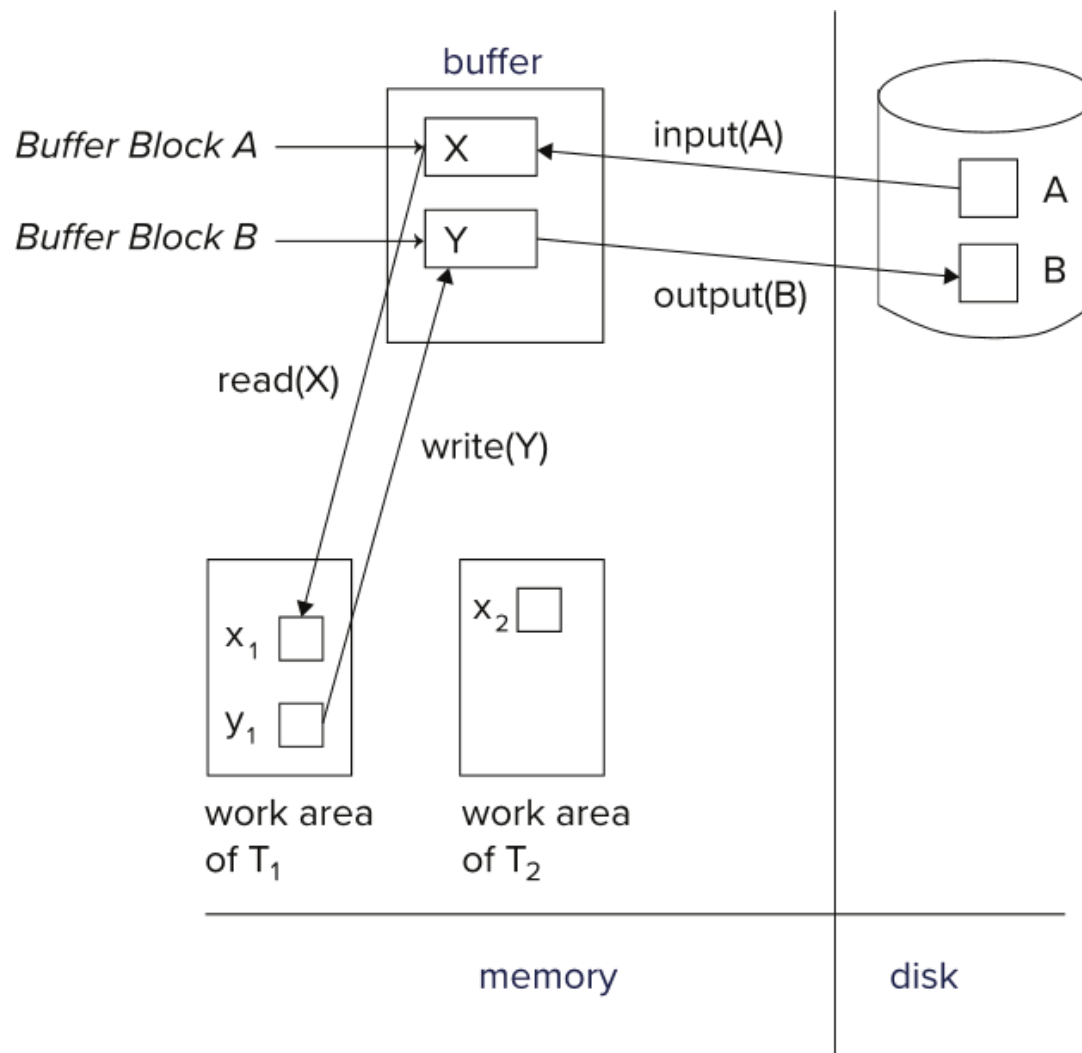 buffer
Buffer Block A
X
input(A)
A
Buffer Block B
Y
B
output(B)
read(X)
write(Y)
x₁
x₂
y₁
work area
of T₁
work area
of T₂
memory
disk